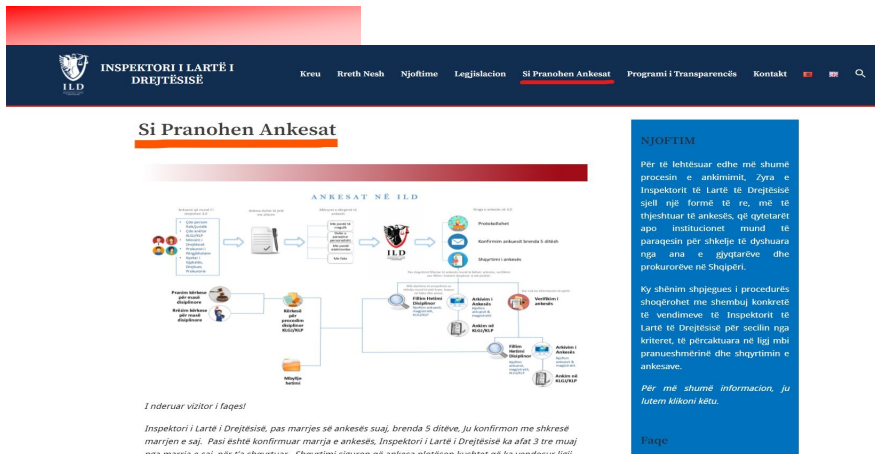 INSPEKTORI I LARTË I
DREJTËSISË
ILD
Kreu Rreth Nesh Njoftime Legjislacion Si Pranohen Ankesat Programi i Transparencës Kontakt
Si Pranohen Ankesat
ANKESAT NË ILD
Protokollohet
Konfirmim ankuesit brenda 5 ditësh
Shqyrtimi i ankesës
ILD
Pranim kërkese
për masë
disiplinore
Rrëzim kërkese
për masë
disiplinore
Kërkesë
për
procedim
disiplinor
KLGJ/KLP
Fillim Hetimi
Disiplinor
Arkivim i
Ankesës
Verifikim i
ankesës
Ankim në
KLGJ/KLP
Fillim
Hetimi
Disiplinor
Arkivim i
Ankesës
Ankim në
KLGJ/KLP
Mbyllje
hetimi
I nderuar vizitor i faqes!
Inspektori i Lartë i Drejtësisë, pas marrjes së ankesës suaj, brenda 5 ditëve, Ju konfirmon me shkresë
marrjen e saj. Pasi është konfirmuar marrja e ankesës, Inspektori i Lartë i Drejtësisë ka afat 3 tre muaj
NJOFTIM
Për të lehtësuar edhe më shumë
procesin e ankimimit, Zyra e
Inspektorit të Lartë të Drejtësisë
sjell një formë të re, më të
thjeshtuar të ankesës, që qytetarët
apo institucionet mund të
paraqesin për shkelje të dyshuara
nga ana e gjyqtarëve dhe
prokurorëve në Shqipëri.
Ky shënim shpjegues i procedurës
shoqërohet me shembuj konkretë
të vendimeve të Inspektorit të
Lartë të Drejtësisë për secilin nga
kriteret, të përcaktuara në ligj mbi
pranueshmërinë dhe shqyrtimin e
ankesave.
Për më shumë informacion, ju
lutem klikoni këtu.
Faqe